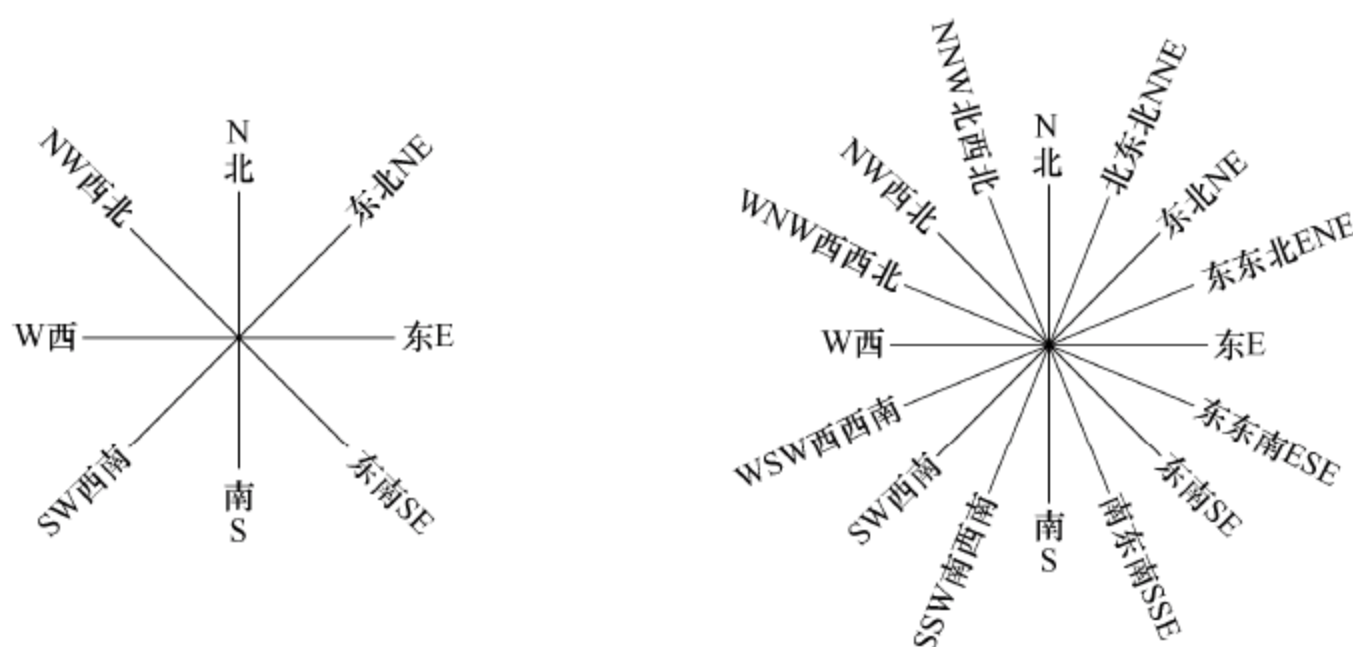 N
北
东北NE
东E
东南SE
南
S
SW西南
W西
NW西北
N
北
北东北NNE
东北NE
东东北ENE
东E
东东南ESE
东南SE
南东南SSE
南
S
SSW南西南
SW西南
WSW西西南
W西
WNW西西北
NW西北
NNW北西北